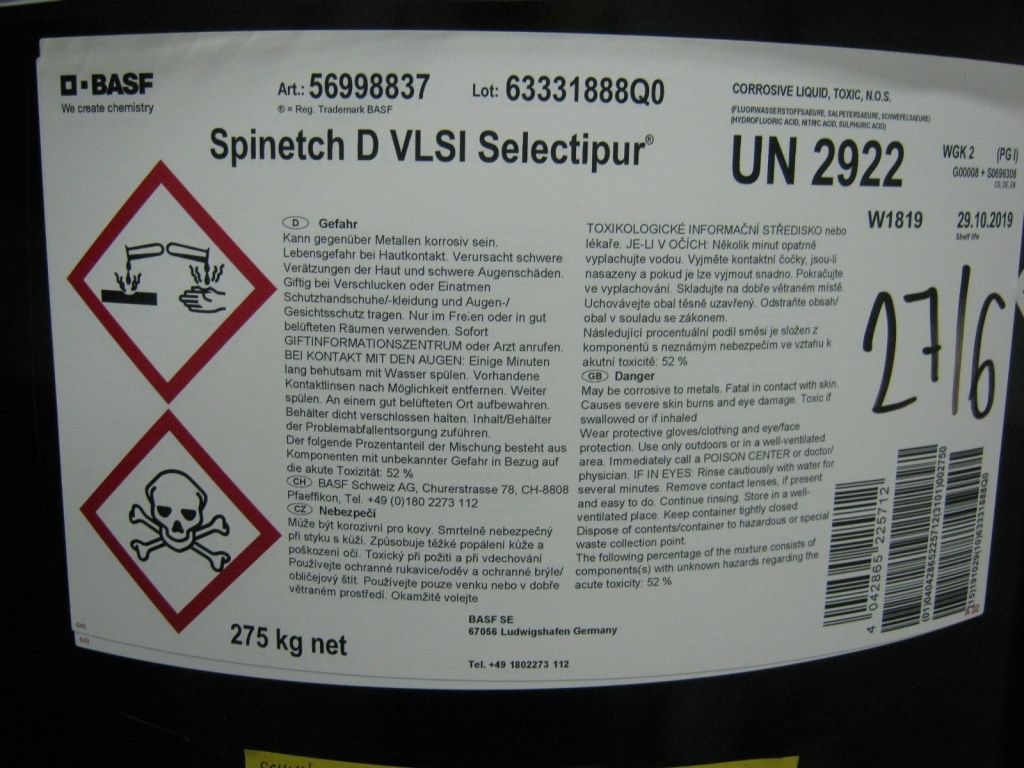 BASF
We create chemistry
Art.: 56998837 Lot: 63331888Q0
® = Reg. Trademark BASF
Spinetch D VLSI Selectipur®
CORROSIVE LIQUID, TOXIC, N.O.S.
(FLUORWASSERSTOFFSAEURE, SALPETERSAEURE, SCHWEFELSAEURE)
(HYDROFLUORIC ACID, NITRIC ACID, SULPHURIC ACID)
UN 2922
WGK 2 (PG I)
G00008 + S0696308
CS, DE, EN
W1819 29.10.2019
Shelf life
27/6
D Gefahr
Kann gegenüber Metallen korrosiv sein.
Lebensgefahr bei Hautkontakt. Verursacht schwere
Verätzungen der Haut und schwere Augenschäden.
Giftig bei Verschlucken oder Einatmen
Schutzhandschuhe/-kleidung und Augen-/
Gesichtsschutz tragen. Nur im Freien oder in gut
belüfteten Räumen verwenden. Sofort
GIFTINFORMATIONSZENTRUM oder Arzt anrufen.
BEI KONTAKT MIT DEN AUGEN: Einige Minuten
lang behutsam mit Wasser spülen. Vorhandene
Kontaktlinsen nach Möglichkeit entfernen. Weiter
spülen. An einem gut belüfteten Ort aufbewahren.
Behälter dicht verschlossen halten. Inhalt/Behälter
der Problemabfallentsorgung zuführen.
Der folgende Prozentanteil der Mischung besteht aus
Komponenten mit unbekannter Gefahr in Bezug auf
die akute Toxizität: 52 %
CH BASF Schweiz AG, Churerstrasse 78, CH-8808
Pfaeffikon, Tel. +49 (0)180 2273 112
CZ Nebezpečí
Může být korozivní pro kovy. Smrtelně nebezpečný
při styku s kůží. Způsobuje těžké popálení kůže a
poškození očí. Toxický při požití a při vdechování
Používejte ochranné rukavice/oděv a ochranné brýle/
obličejový štít. Používejte pouze venku nebo v dobře
větraném prostředí. Okamžitě volejte
TOXIKOLOGICKÉ INFORMAČNÍ STŘEDISKO nebo
lékaře. JE-LI V OČÍCH: Několik minut opatrně
vyplachujte vodou. Vyjměte kontaktní čočky, jsou-li
nasazeny a pokud je lze vyjmout snadno. Pokračujte
ve vyplachování. Skladujte na dobře větraném místě.
Uchovávejte obal těsně uzavřený. Odstraňte obsah/
obal v souladu se zákonem.
Následující procentuální podíl směsi je složen z
komponentů s neznámým nebezpečím ve vztahu k
akutní toxicitě: 52 %
GB Danger
May be corrosive to metals. Fatal in contact with skin.
Causes severe skin burns and eye damage. Toxic if
swallowed or if inhaled
Wear protective gloves/clothing and eye/face
protection. Use only outdoors or in a well-ventilated
area. Immediately call a POISON CENTER or doctor/
physician. IF IN EYES: Rinse cautiously with water for
several minutes. Remove contact lenses, if present
and easy to do. Continue rinsing. Store in a well-
ventilated place. Keep container tightly closed.
Dispose of contents/container to hazardous or special
waste collection point.
The following percentage of the mixture consists of
components(s) with unknown hazards regarding the
acute toxicity: 52 %
4 042865 225712
(01)04042865225712(3101)002750
(15)191029(10)63331888Q0
275 kg net
BASF SE
67056 Ludwigshafen Germany
Tel. +49 1802273 112